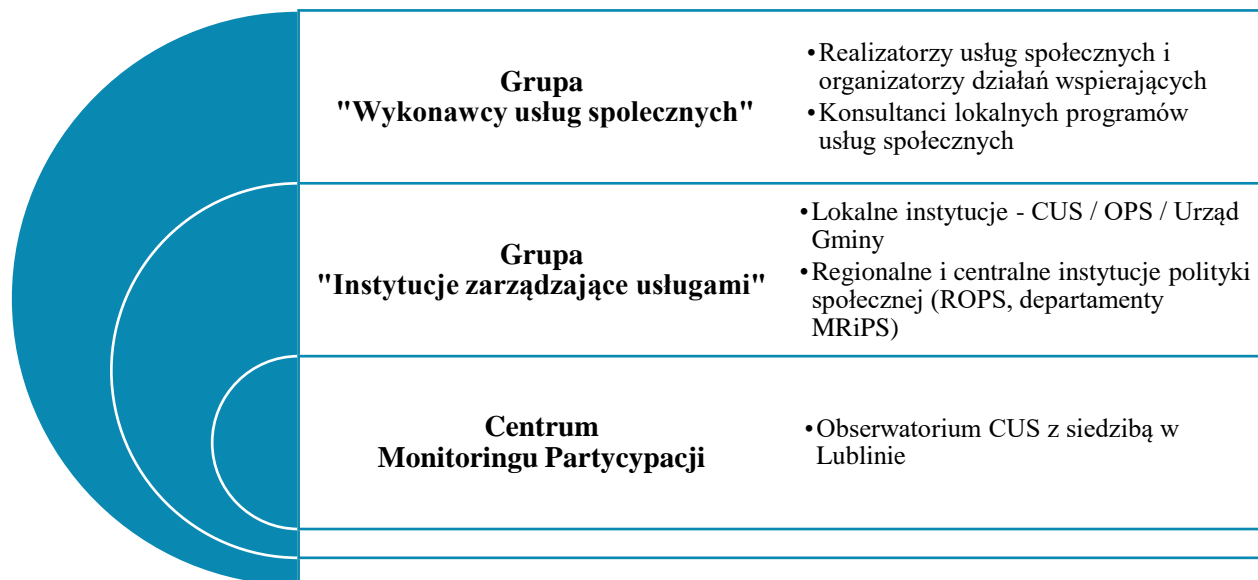 Grupa
"Wykonawcy usług spolecznych"
•Realizatorzy usług społecznych i
organizatorzy działań wspierających
•Konsultanci lokalnych programów
usług społecznych
Grupa
"Instytucje zarządzające usługami"
•Lokalne instytucje - CUS / OPS / Urząd
Gminy
•Regionalne i centralne instytucje polityki
społecznej (ROPS, departamenty
MRiPS)
Centrum
Monitoringu Partycypacji
•Obserwatorium CUS z siedzibą w
Lublinie